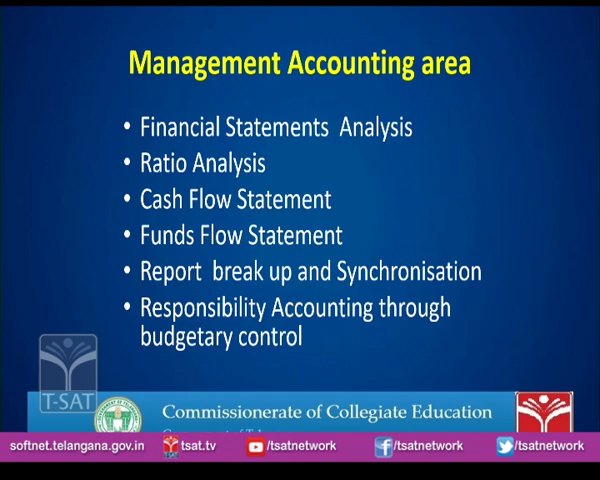 Management Accounting area
• Financial Statements Analysis
• Ratio Analysis
• Cash Flow Statement
• Funds Flow Statement
• Report break up and Synchronisation
• Responsibility Accounting through
budgetary control
T-SAT
Commissionerate of Collegiate Education
softnet.telangana.gov.in
T-SAT
tsat.tv
/tsatnetwork
/tsatnetwork
/tsatnetwork